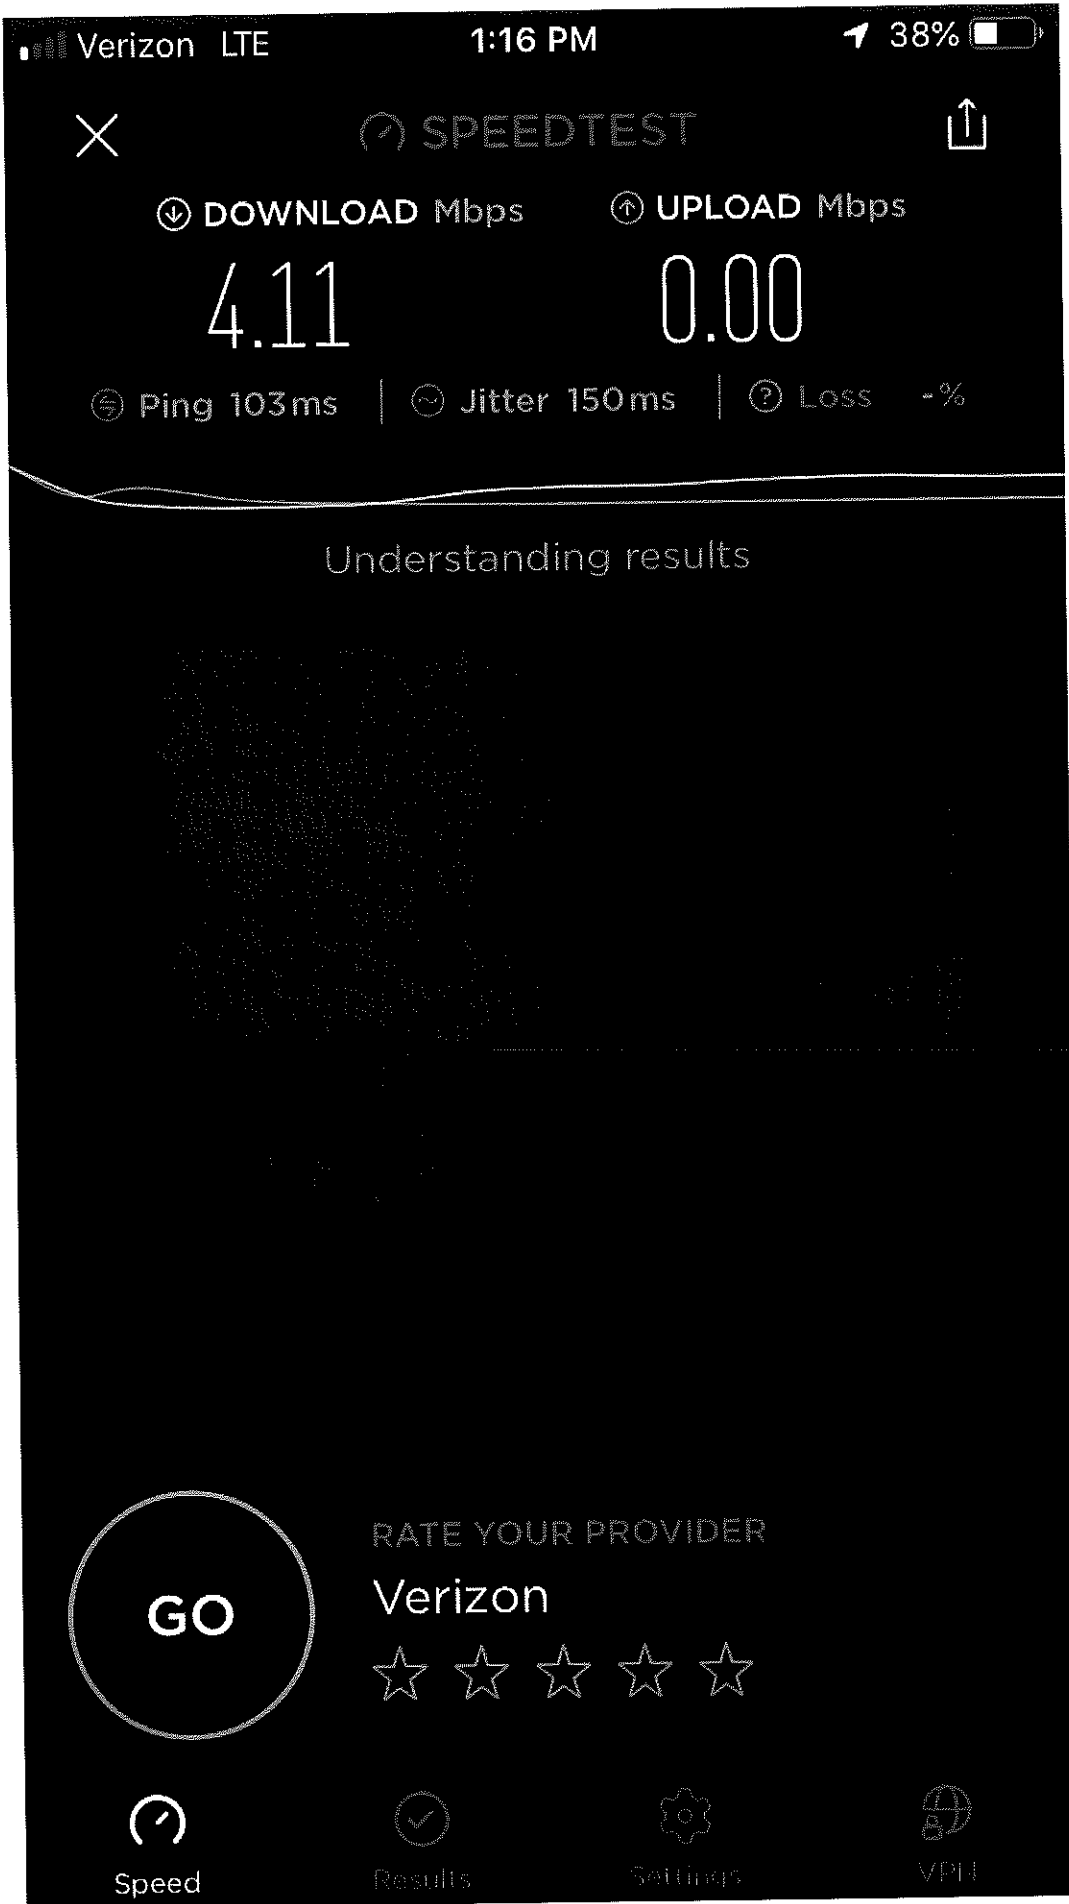 Verizon LTE 1:16 PM 38%
SPEEDTEST
DOWNLOAD Mbps UPLOAD Mbps
4.11 0.00
Ping 103ms Jitter 150ms Loss -%
Understanding results
RATE YOUR PROVIDER
GO Verizon
Speed Results Settings VPN